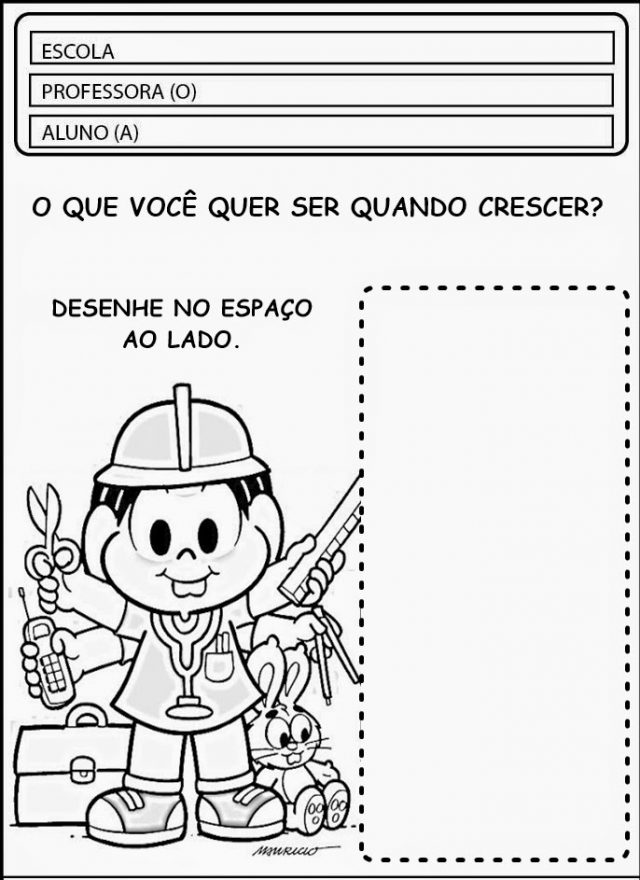 ESCOLA
PROFESSORA (O)
ALUNO (A)
O QUE VOCÊ QUER SER QUANDO CRESCER?
DESENHE NO ESPAÇO
AO LADO.
MAURICIO